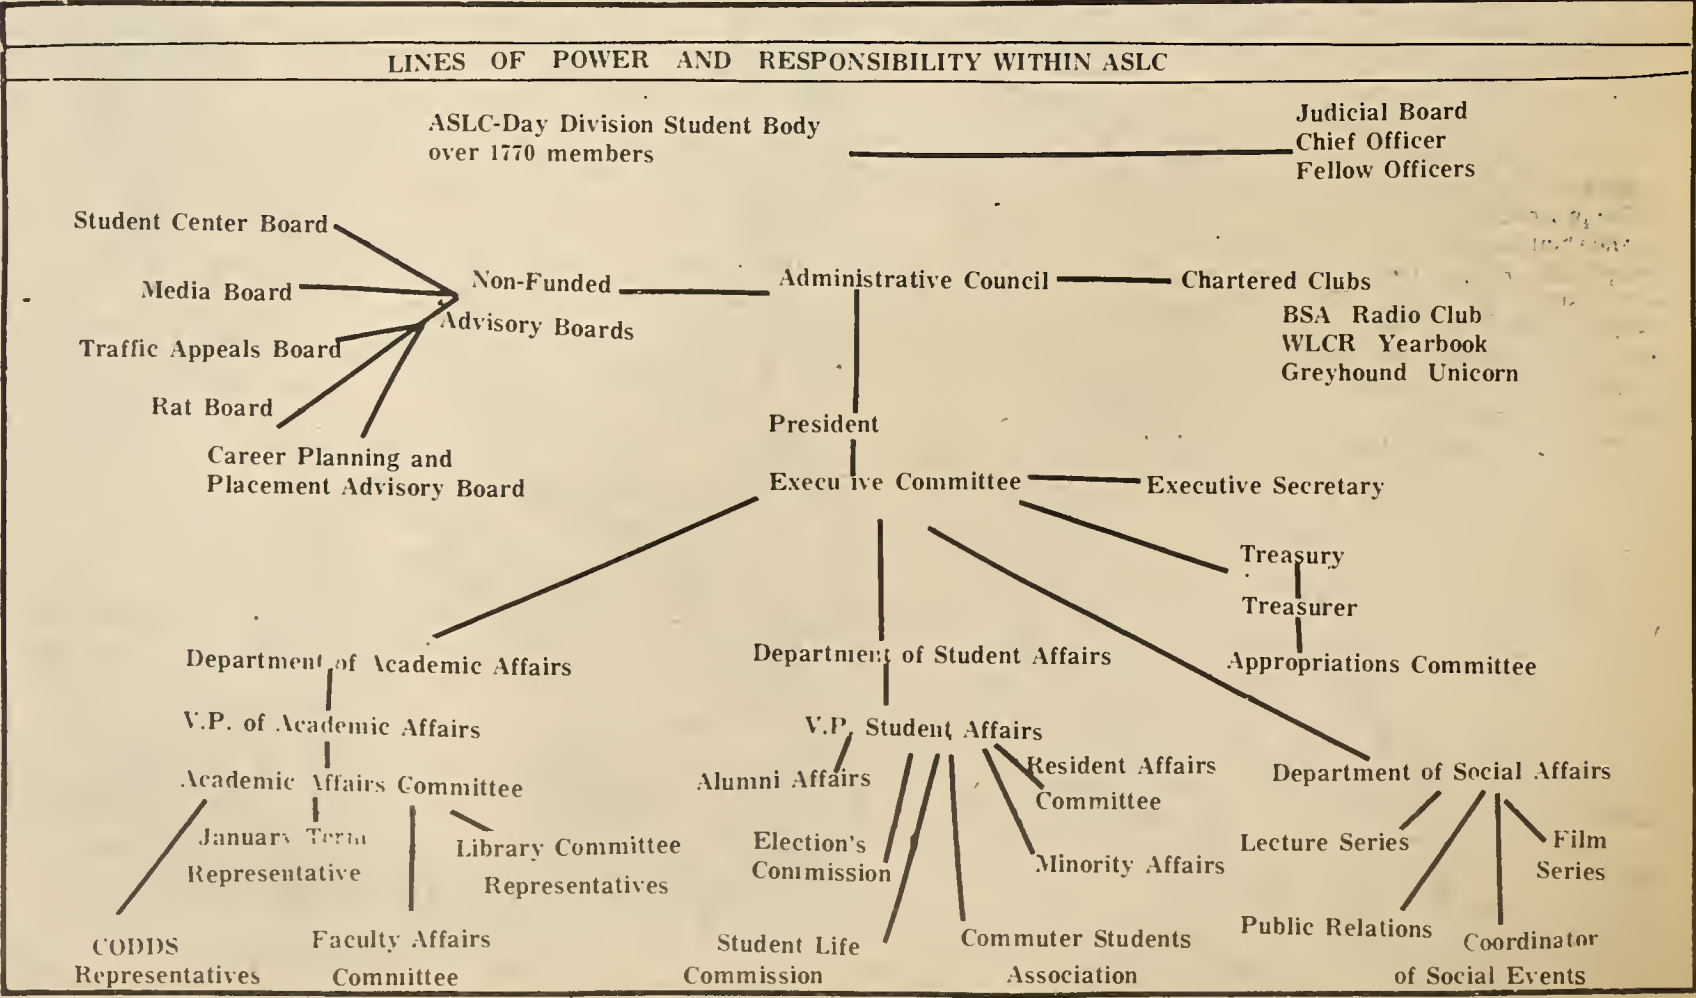 LINES OF POWER AND RESPONSIBILITY WITHIN ASLC
ASLC-Day Division Student Body
over 1770 members
Judicial Board
Chief Officer
Fellow Officers
Student Center Board
Media Board
Traffic Appeals Board
Rat Board
Career Planning and
Placement Advisory Board
Non-Funded
Advisory Boards
Administrative Council
Chartered Clubs
BSA Radio Club
WLCR Yearbook
Greyhound Unicorn
President
Execu ive Committee
Executive Secretary
Treasury
Treasurer
Appropriations Committee
Department of Academic Affairs
V.P. of Academic Affairs
Academic Affairs Committee
January Term
Representative
Library Committee
Representatives
CODDS
Representatives
Faculty Affairs
Committee
Department of Student Affairs
V.P. Student Affairs
Alumni Affairs
Resident Affairs
Committee
Election's
Commission
Minority Affairs
Student Life
Commission
Commuter Students
Association
Department of Social Affairs
Lecture Series
Film
Series
Public Relations
Coordinator
of Social Events